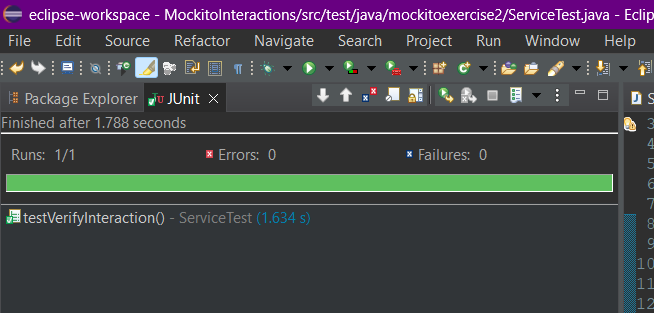 eclipse-workspace - MockitoInteractions/src/test/java/mockitoexercise2/ServiceTest.java - Eclip
File Edit Source Refactor Navigate Search Project Run Window Help
Package Explorer JUnit
Finished after 1.788 seconds
Runs: 1/1 Errors: 0 Failures: 0
testVerifyInteraction() - ServiceTest (1.634 s)
3
4
5
6
7
8
9
10
11
12